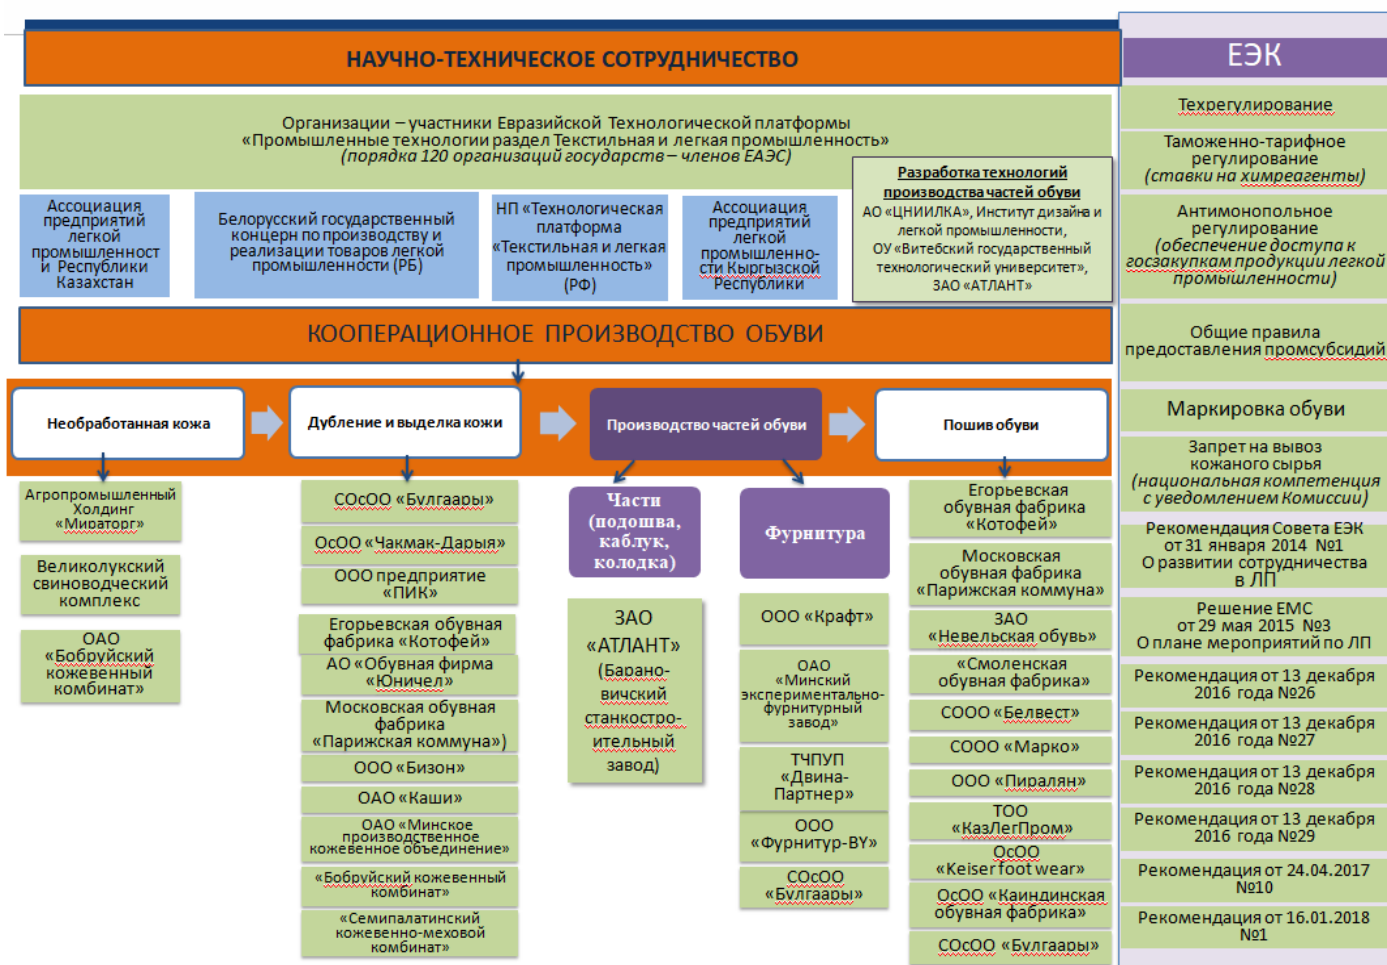 НАУЧНО-ТЕХНИЧЕСКОЕ СОТРУДНИЧЕСТВО
Организации – участники Евразийской Технологической платформы
«Промышленные технологии раздел Текстильная и легкая промышленность»
(порядка 120 организаций государств – членов ЕАЭС)
Ассоциация
предприятий
легкой
промышленност
и Республики
Казахстан
Белорусский государственный
концерн по производству и
реализации товаров легкой
промышленности (РБ)
НП «Технологическая
платформа
«Текстильная и легкая
промышленность»
(РФ)
Ассоциация
предприятий
легкой
промышленно-
сти Кыргызской
Республики
Разработка технологий
производства частей обуви
АО «ЦНИИЛКА», Институт дизайна и
легкой промышленности,
ОУ «Витебский государственный
технологический университет»,
ЗАО «АТЛАНТ»
КООПЕРАЦИОННОЕ ПРОИЗВОДСТВО ОБУВИ
Необработанная кожа
Дубление и выделка кожи
Производство частей обуви
Пошив обуви
Агропромышленный
Холдинг
«Мираторг»
Великолукский
свиноводческий
комплекс
ОАО
«Бобруйский
кожевенный
комбинат»
СОсОО «Булгаары»
ОсОО «Чакмак-Дарыя»
ООО предприятие
«ПИК»
Егорьевская обувная
фабрика «Котофей»
АО «Обувная фирма
«Юничел»
Московская обувная
фабрика
«Парижская коммуна»)
ООО «Бизон»
ОАО «Каши»
ОАО «Минское
производственное
кожевенное объединение»
«Бобруйский кожевенный
комбинат»
«Семипалатинский
кожевенно-меховой
комбинат»
Части
(подошва,
каблук,
колодка)
ЗАО
«АТЛАНТ»
(Барано-
вичский
станкостро-
ительный
завод)
Фурнитура
ООО «Крафт»
ОАО
«Минский
экспериментально-
фурнитурный
завод»
ТЧПУП
«Двина-
Партнер»
ООО
«Фурнитур-BY»
СОсОО
«Булгаары»
Егорьевская
обувная фабрика
«Котофей»
Московская
обувная фабрика
«Парижская коммуна»
ЗАО
«Невельская обувь»
«Смоленская
обувная фабрика»
СООО «Белвест»
СООО «Марко»
ООО «Пиралян»
ТОО
«КазЛегПром»
ОсОО
«Keiser foot wear»
ОсОО «Каиндинская
обувная фабрика»
СОсОО «Булгаары»
ЕЭК
Техрегулирование
Таможенно-тарифное
регулирование
(ставки на химреагенты)
Антимонопольное
регулирование
(обеспечение доступа к
госзакупкам продукции легкой
промышленности)
Общие правила
предоставления промсубсидий
Маркировка обуви
Запрет на вывоз
кожаного сырья
(национальная компетенция
с уведомлением Комиссии)
Рекомендация Совета ЕЭК
от 31 января 2014 №1
О развитии сотрудничества
в ЛП
Решение ЕМС
от 29 мая 2015 №3
О плане мероприятий по ЛП
Рекомендация от 13 декабря
2016 года №26
Рекомендация от 13 декабря
2016 года №27
Рекомендация от 13 декабря
2016 года №28
Рекомендация от 13 декабря
2016 года №29
Рекомендация от 24.04.2017
№10
Рекомендация от 16.01.2018
№1